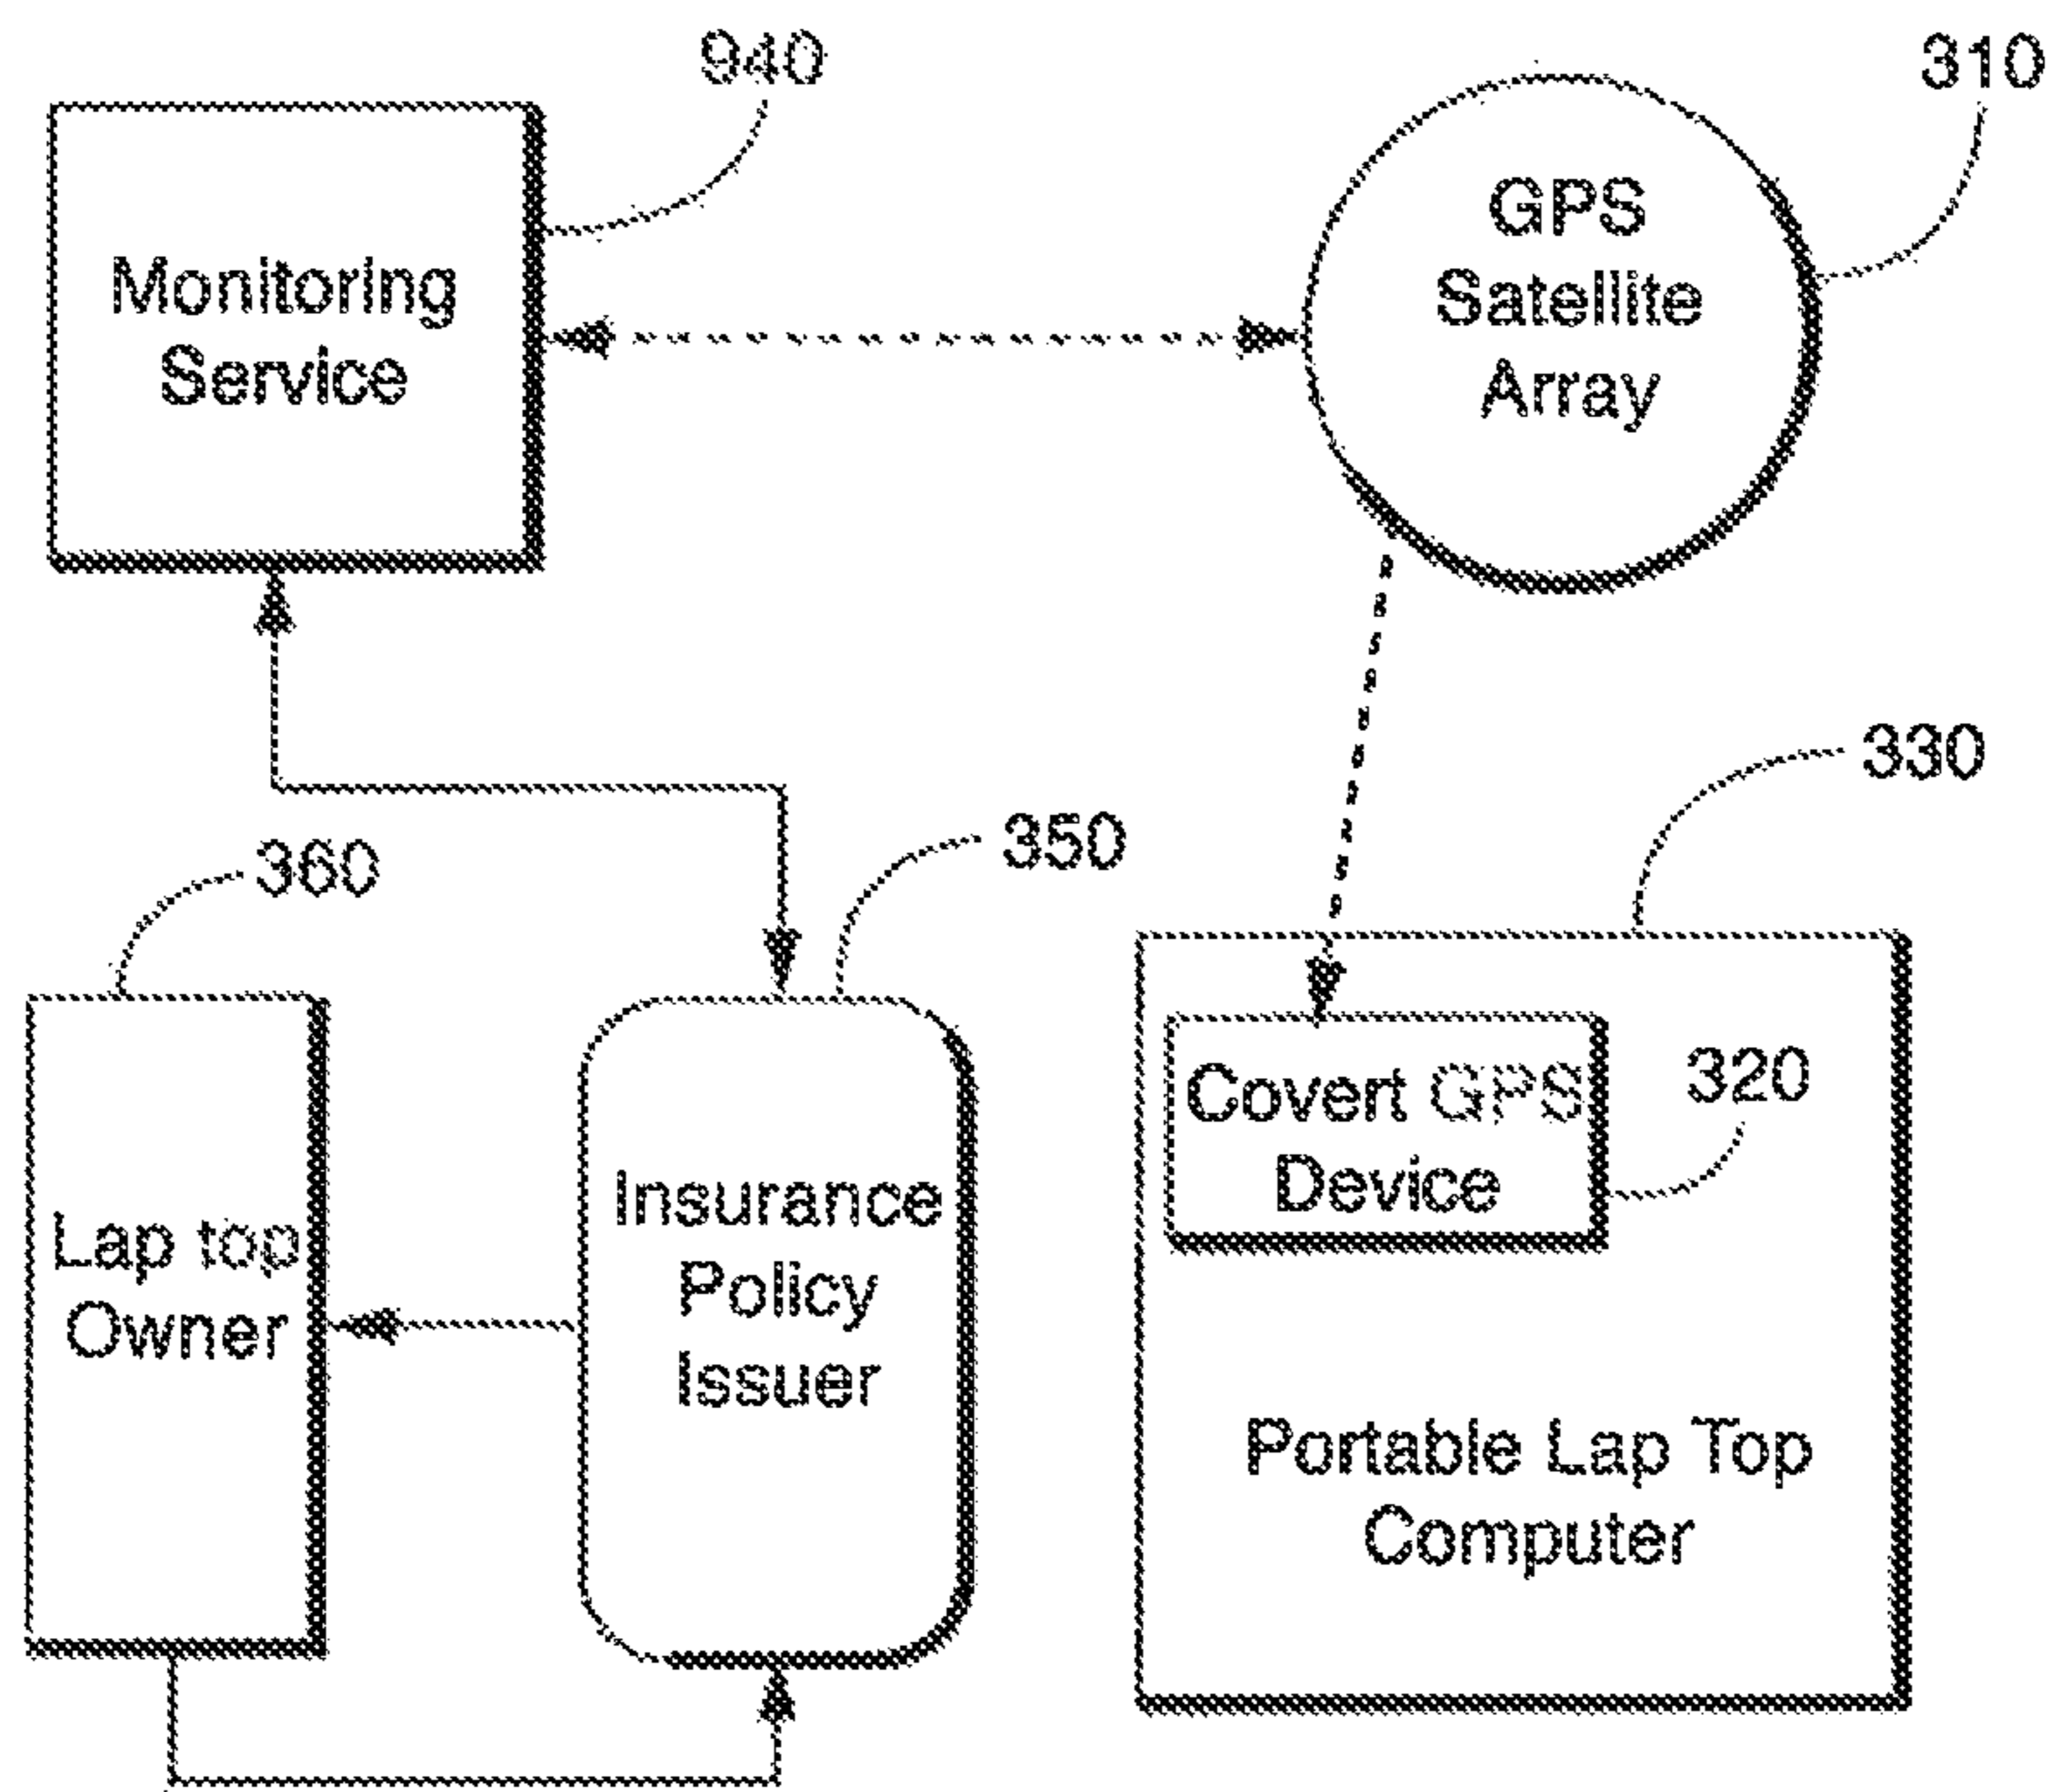 940
310
Monitoring
Service
GPS
Satellite
Array
330
350
360
Covert GPS
Device
320
Insurance
Policy
Issuer
Lap top
Owner
Portable Lap Top
Computer